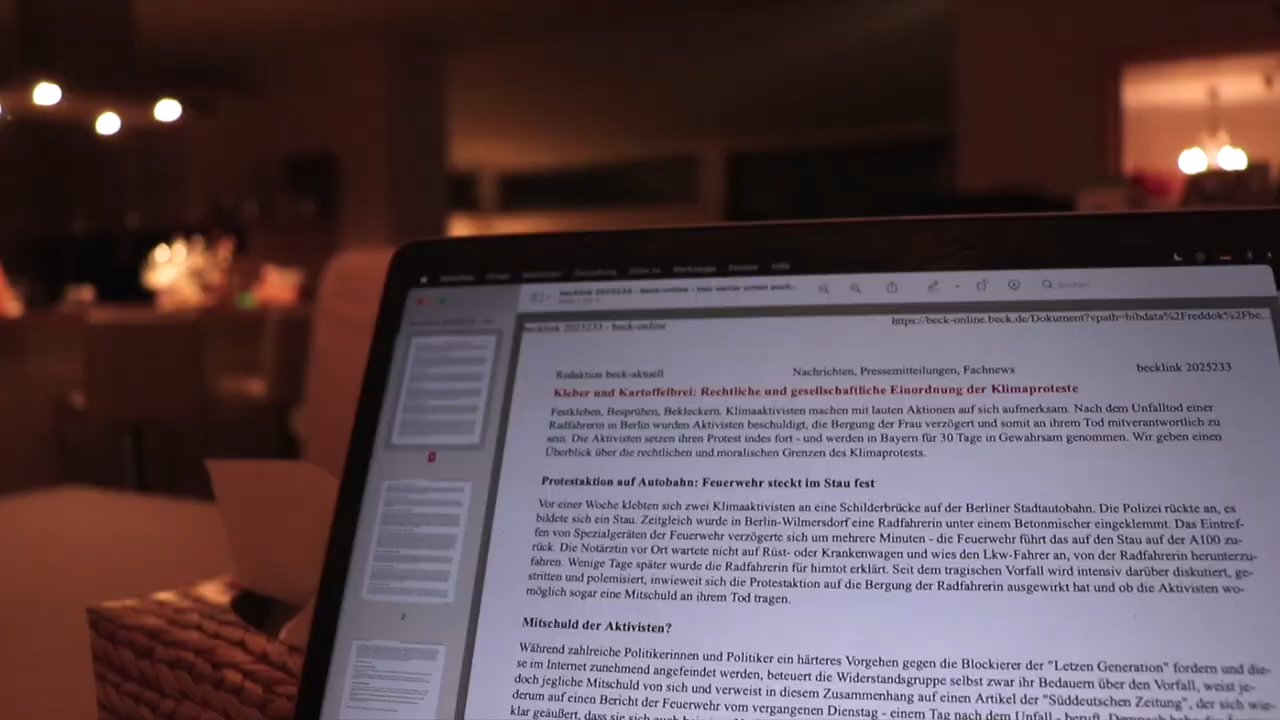 becklink 2025233 - beck-online
https://beck-online.beck.de/Dokument?vpath=bibdata%2Freddok%2Fbe...
Redaktion beck-aktuell
Nachrichten, Pressemitteilungen, Fachnews
becklink 2025233
Kleber und Kartoffelbrei: Rechtliche und gesellschaftliche Einordnung der Klimaproteste
Festkleben, Besprühen, Bekleckern. Klimaaktivisten machen mit lauten Aktionen auf sich aufmerksam. Nach dem Unfalltod einer
Radfahrerin in Berlin wurden Aktivisten beschuldigt, die Bergung der Frau verzögert und somit an ihrem Tod mitverantwortlich zu
sein. Die Aktivisten setzen ihren Protest indes fort - und werden in Bayern für 30 Tage in Gewahrsam genommen. Wir geben einen
Überblick über die rechtlichen und moralischen Grenzen des Klimaprotests.
Protestaktion auf Autobahn: Feuerwehr steckt im Stau fest
Vor einer Woche klebten sich zwei Klimaaktivisten an eine Schilderbrücke auf der Berliner Stadtautobahn. Die Polizei rückte an, es
bildete sich ein Stau. Zeitgleich wurde in Berlin-Wilmersdorf eine Radfahrerin unter einem Betonmischer eingeklemmt. Das Eintref-
fen von Spezialgeräten der Feuerwehr verzögerte sich um mehrere Minuten - die Feuerwehr führt das auf den Stau auf der A100 zu-
rück. Die Notärztin vor Ort wartete nicht auf Rüst- oder Krankenwagen und wies den Lkw-Fahrer an, von der Radfahrerin herunterzu-
fahren. Wenige Tage später wurde die Radfahrerin für hirntot erklärt. Seit dem tragischen Vorfall wird intensiv darüber diskutiert, ge-
stritten und polemisiert, inwieweit sich die Protestaktion auf die Bergung der Radfahrerin ausgewirkt hat und ob die Aktivisten wo-
möglich sogar eine Mitschuld an ihrem Tod tragen.
Mitschuld der Aktivisten?
Während zahlreiche Politikerinnen und Politiker ein härteres Vorgehen gegen die Blockierer der "Letzen Generation" fordern und die-
se im Internet zunehmend angefeindet werden, beteuert die Widerstandsgruppe selbst zwar ihr Bedauern über den Vorfall, weist je-
doch jegliche Mitschuld von sich und verweist in diesem Zusammenhang auf einen Artikel der "Süddeutschen Zeitung", der sich wie-
derum auf einen Bericht der Feuerwehr vom vergangenen Dienstag - einem Tag nach dem Unfall - beruft.
klar geäußert, dass sie sich auch
2